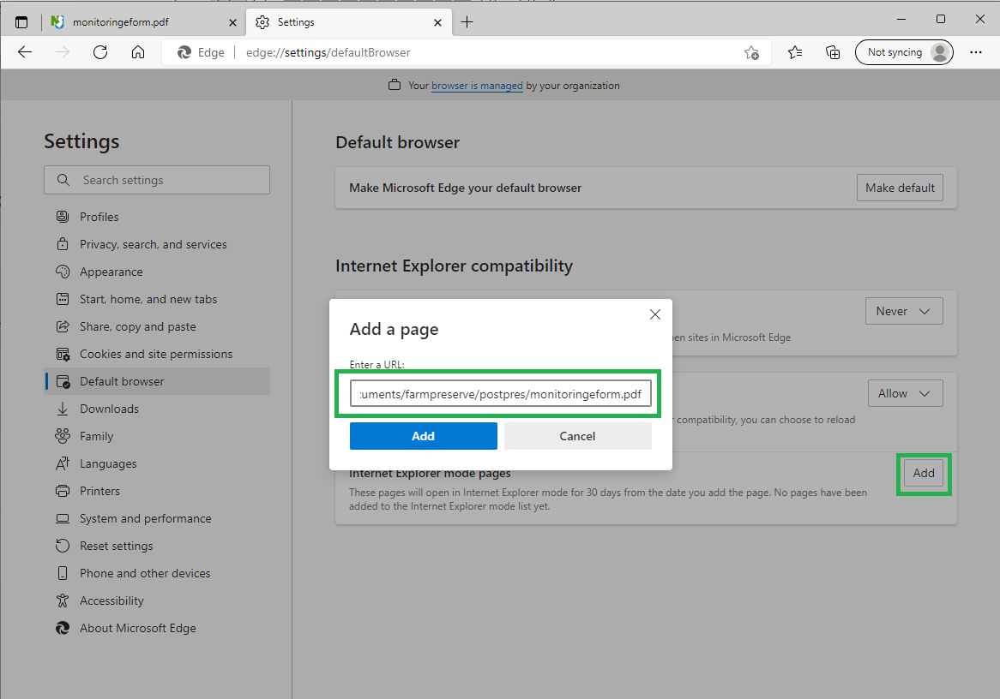 monitoringeform.pdf
Settings
Edge
edge://settings/defaultBrowser
Not syncing
Your browser is managed by your organization
Settings
Search settings
Profiles
Privacy, search, and services
Appearance
Start, home, and new tabs
Share, copy and paste
Cookies and site permissions
Default browser
Downloads
Family
Languages
Printers
System and performance
Reset settings
Phone and other devices
Accessibility
About Microsoft Edge
Default browser
Make Microsoft Edge your default browser
Make default
Internet Explorer compatibility
Never
sites in Microsoft Edge
Allow
compatibility, you can choose to reload
Add a page
Enter a URL:
uments/farmpreserve/postpres/monitoringeform.pdf
Add
Cancel
Internet Explorer mode pages
Add
These pages will open in Internet Explorer mode for 30 days from the date you add the page. No pages have been
added to the Internet Explorer mode list yet.